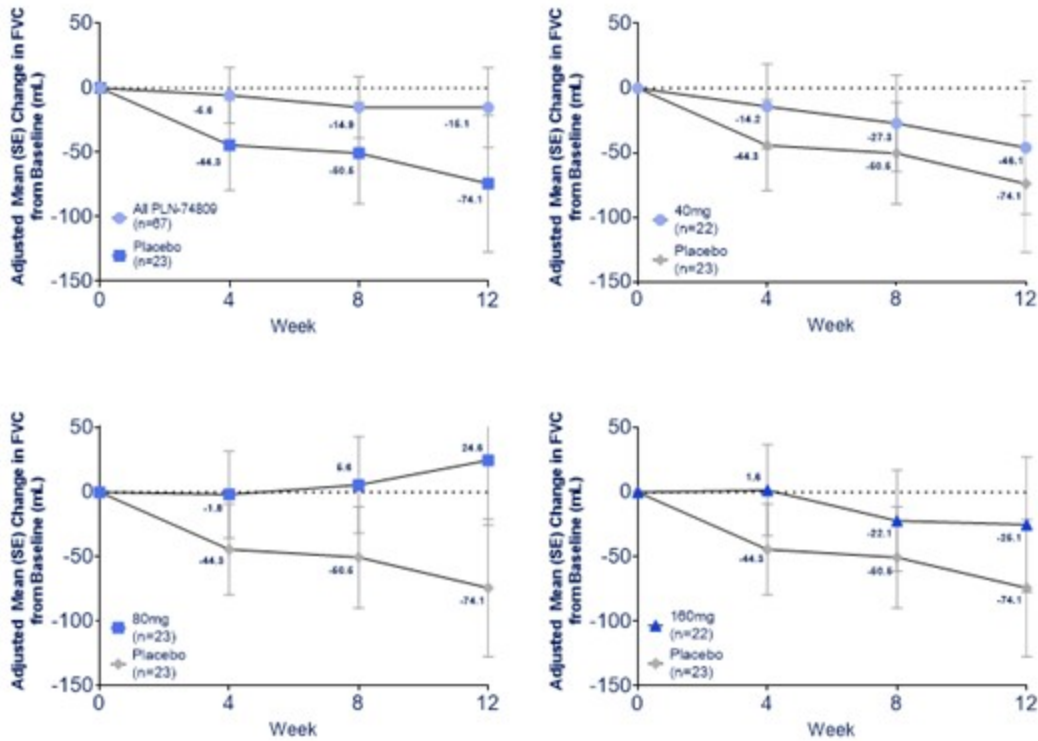 Adjusted Mean (SE) Change in FVC
from Baseline (mL)
50
0
-50
-100
-150
-5.6
-14.9
-15.1
-44.3
-50.5
-74.1
All PLN-74809
(n=67)
Placebo
(n=23)
0
4
8
12
Week
Adjusted Mean (SE) Change in FVC
from Baseline (mL)
50
0
-50
-100
-150
-14.2
-27.3
-46.1
-44.3
-50.5
-74.1
40mg
(n=22)
Placebo
(n=23)
0
4
8
12
Week
Adjusted Mean (SE) Change in FVC
from Baseline (mL)
50
0
-50
-100
-150
-1.8
5.6
24.6
-44.3
-50.5
-74.1
80mg
(n=23)
Placebo
(n=23)
0
4
8
12
Week
Adjusted Mean (SE) Change in FVC
from Baseline (mL)
50
0
-50
-100
-150
1.6
-22.1
-25.1
-44.3
-50.5
-74.1
160mg
(n=22)
Placebo
(n=23)
0
4
8
12
Week